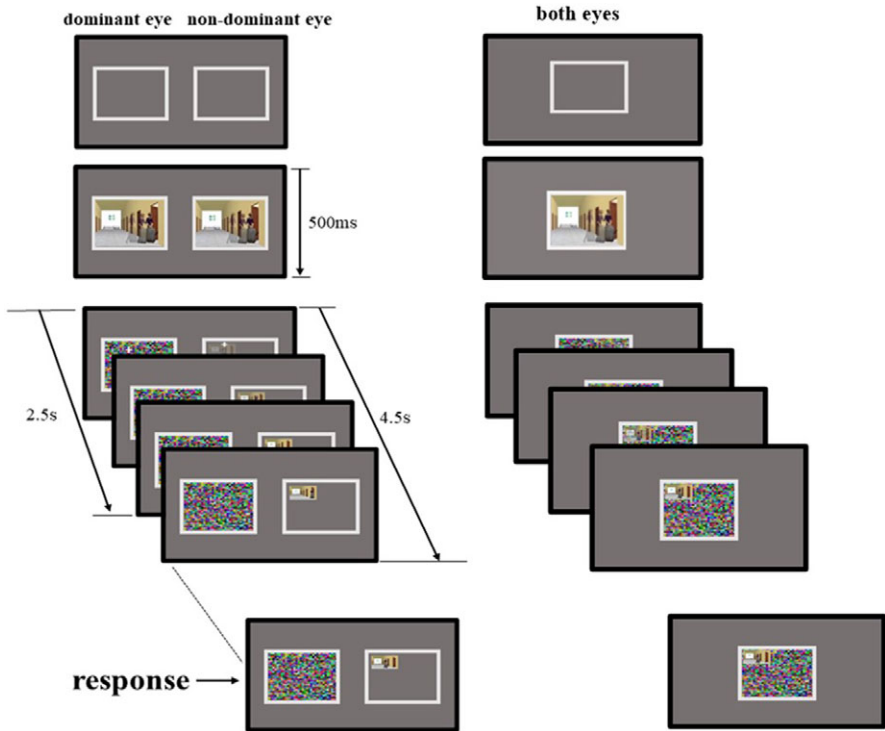 dominant eye non-dominant eye
both eyes
500ms
2.5s
4.5s
response